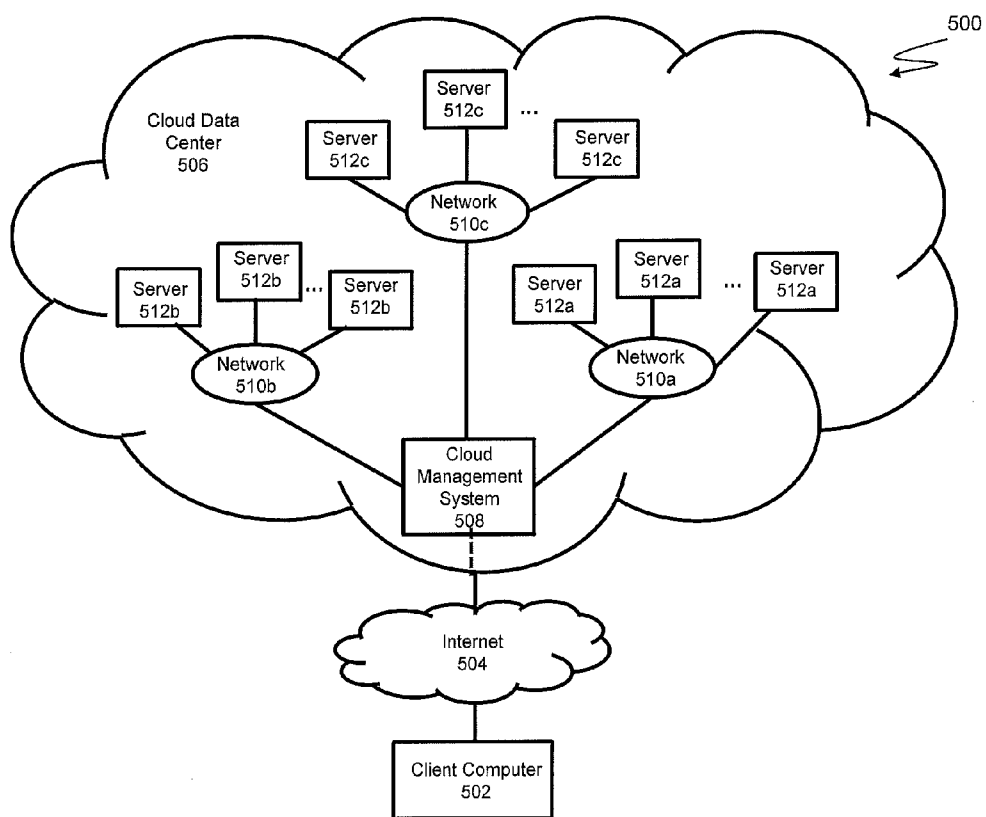 500
Cloud Data
Center
506
Server
512c
...
Server
512c
Server
512c
Network
510c
Server
512b
Server
512b
...
Server
512b
Network
510b
Server
512a
Server
512a
...
Server
512a
Network
510a
Cloud
Management
System
508
Internet
504
Client Computer
502